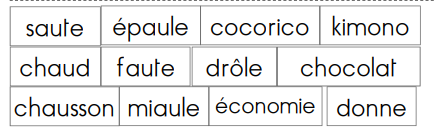 saute épaule cocorico kimono
chaud faute drôle chocolat
chausson miaule économie donne